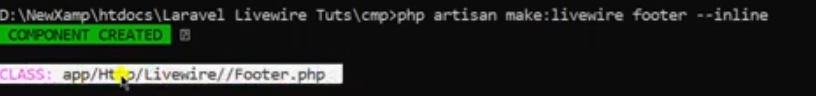 D:\NewXamp\htdocs\Laravel Livewire Tuts\cmp>php artisan make:livewire footer --inline
COMPONENT CREATED
CLASS: app/Http/Livewire//Footer.php